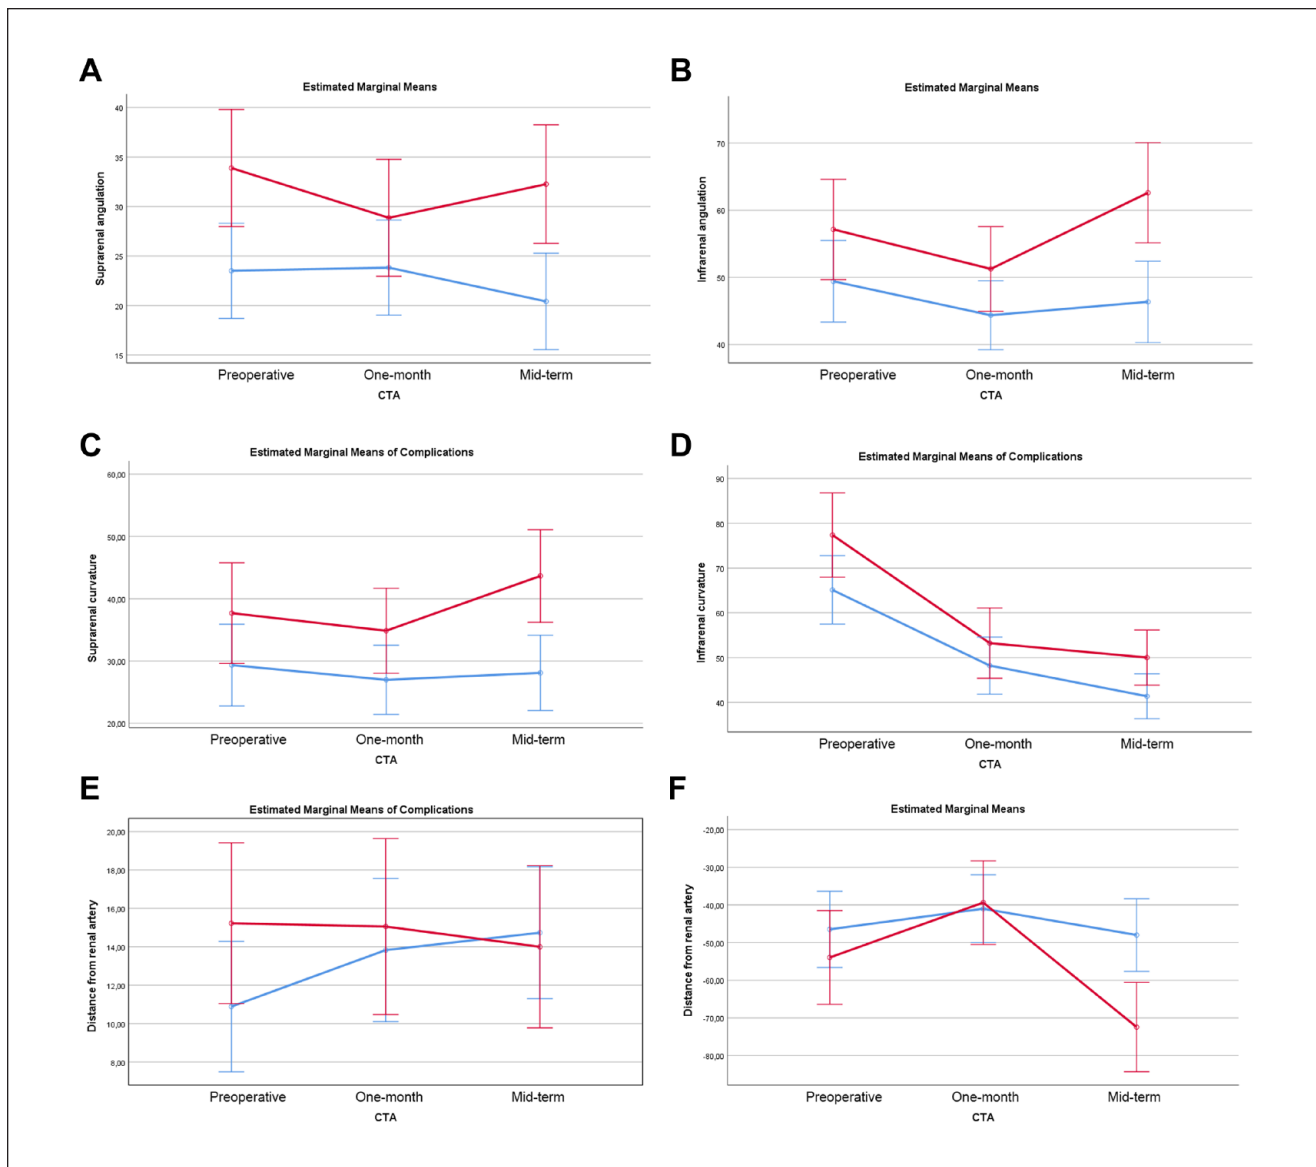 A
Estimated Marginal Means
Suprarenal angulation
40
35
30
25
20
15
Preoperative One-month Mid-term
CTA
B
Estimated Marginal Means
Infrarenal angulation
70
60
50
40
Preoperative One-month Mid-term
CTA
C
Estimated Marginal Means of Complications
Suprarenal curvature
60,00
50,00
40,00
30,00
20,00
Preoperative One-month Mid-term
CTA
D
Estimated Marginal Means of Complications
Infrarenal curvature
90
80
70
60
50
40
Preoperative One-month Mid-term
CTA
E
Estimated Marginal Means of Complications
Distance from renal artery
20,00
18,00
16,00
14,00
12,00
10,00
8,00
Preoperative One-month Mid-term
CTA
F
Estimated Marginal Means
Distance from renal artery
-20,00
-30,00
-40,00
-50,00
-60,00
-70,00
-80,00
Preoperative One-month Mid-term
CTA